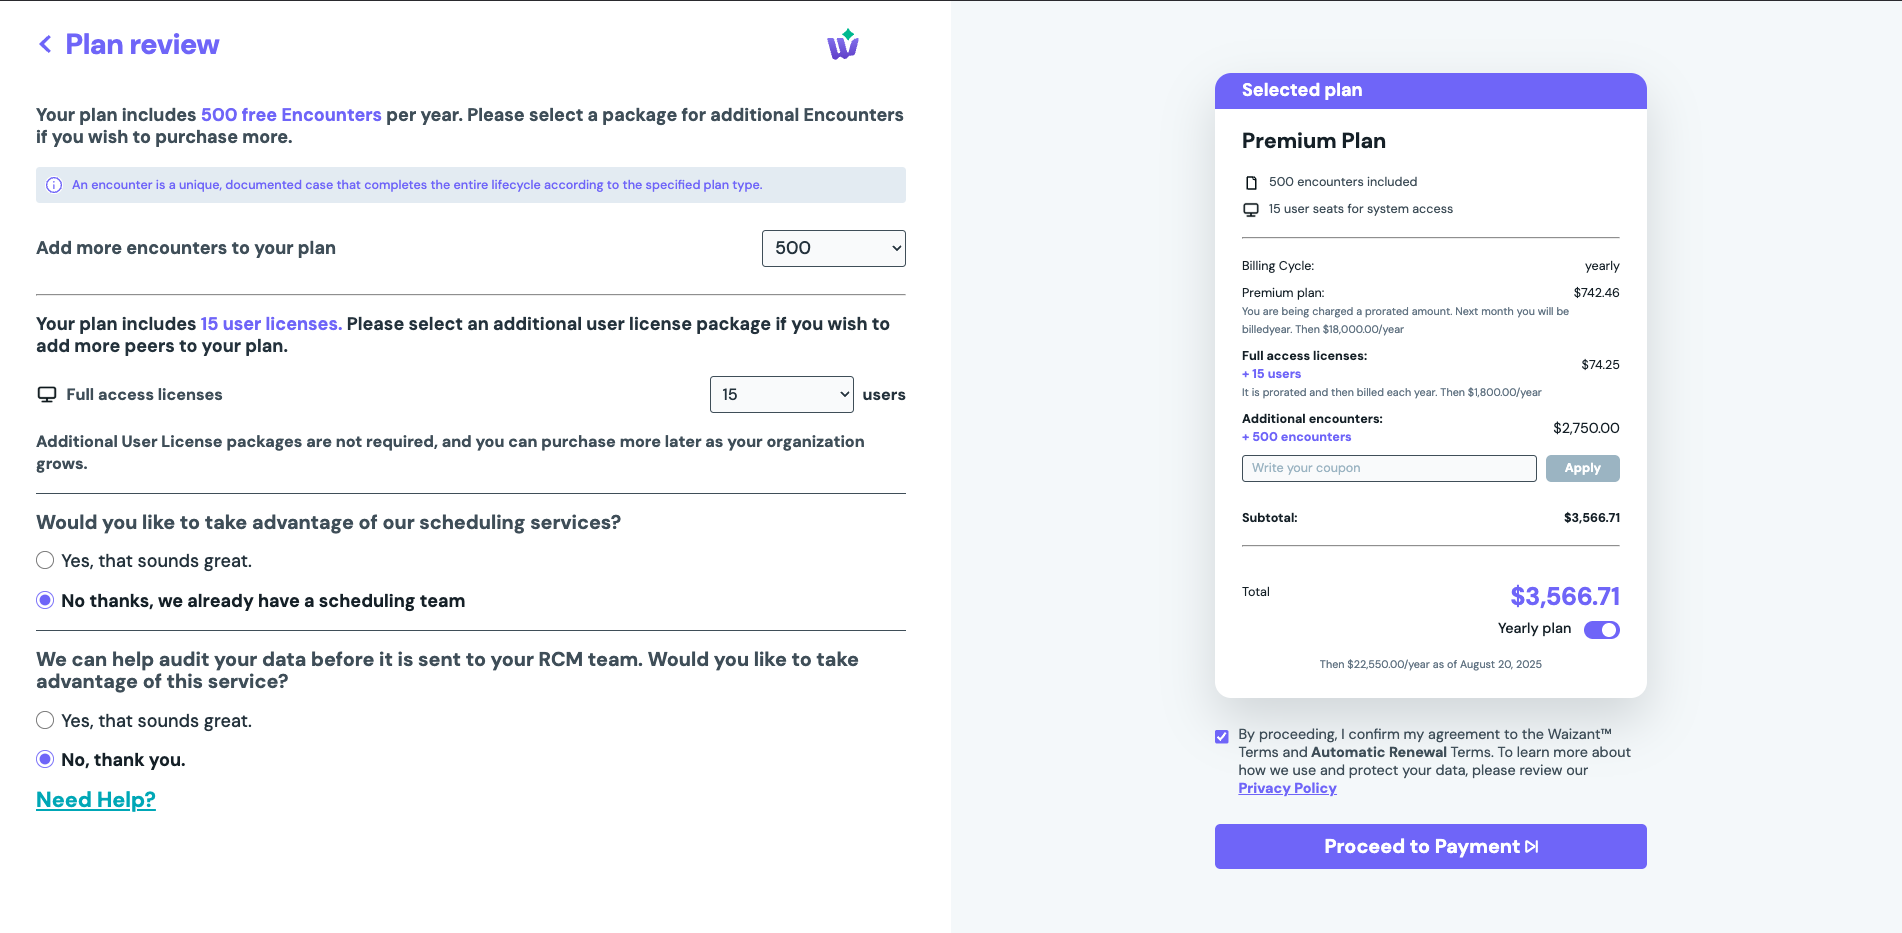 Plan review
Your plan includes 500 free Encounters per year. Please select a package for additional Encounters
if you wish to purchase more.
An encounter is a unique, documented case that completes the entire lifecycle according to the specified plan type.
Add more encounters to your plan
500
Your plan includes 15 user licenses. Please select an additional user license package if you wish to
add more peers to your plan.
Full access licenses
15
users
Additional User License packages are not required, and you can purchase more later as your organization
grows.
Would you like to take advantage of our scheduling services?
Yes, that sounds great.
No thanks, we already have a scheduling team
We can help audit your data before it is sent to your RCM team. Would you like to take
advantage of this service?
Yes, that sounds great.
No, thank you.
Need Help?
Selected plan
Premium Plan
500 encounters included
15 user seats for system access
Billing Cycle: yearly
Premium plan: $742.46
You are being charged a prorated amount. Next month you will be
billedyear. Then $18,000.00/year
Full access licenses:
+ 15 users
$74.25
It is prorated and then billed each year. Then $1,800.00/year
Additional encounters:
+ 500 encounters
$2,750.00
Write your coupon
Apply
Subtotal: $3,566.71
Total $3,566.71
Yearly plan
Then $22,550.00/year as of August 20, 2025
By proceeding, I confirm my agreement to the Waizant™
Terms and Automatic Renewal Terms. To learn more about
how we use and protect your data, please review our
Privacy Policy
Proceed to Payment